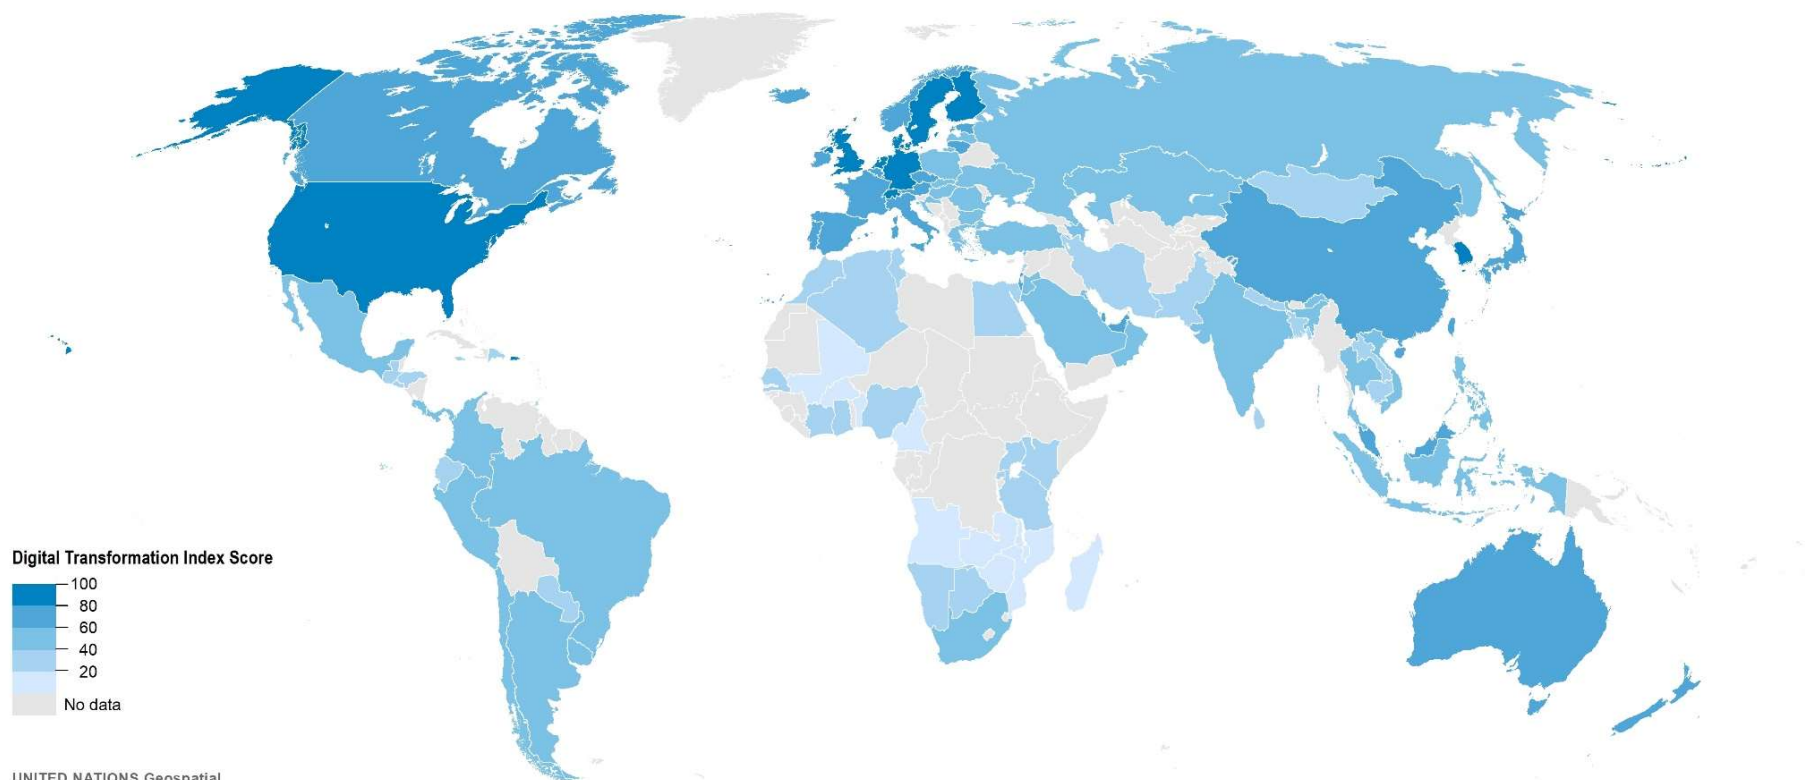 Digital Transformation Index Score
100
80
60
40
20
No data
UNITED NATIONS Geospatial